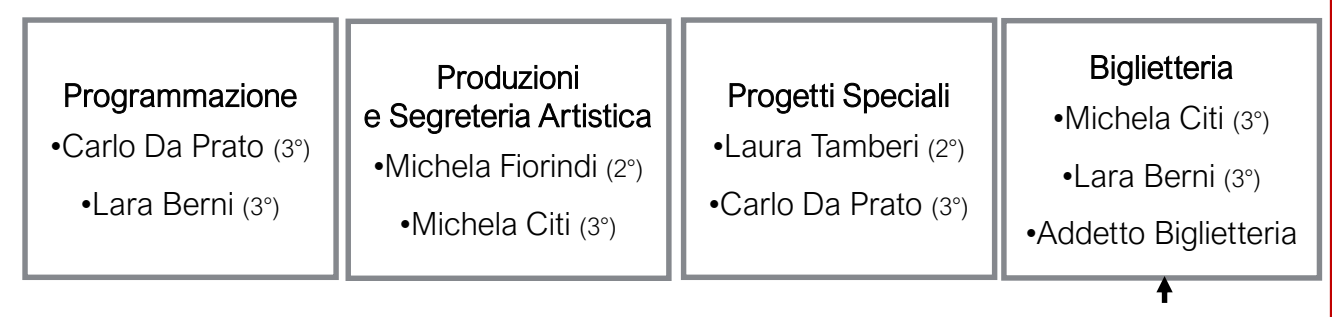 Programmazione
•Carlo Da Prato (3°)
•Lara Berni (3°)
Produzioni
e Segreteria Artistica
•Michela Fiorindi (2°)
•Michela Citi (3°)
Progetti Speciali
•Laura Tamberi (2°)
•Carlo Da Prato (3°)
Biglietteria
•Michela Citi (3°)
•Lara Berni (3°)
•Addetto Biglietteria